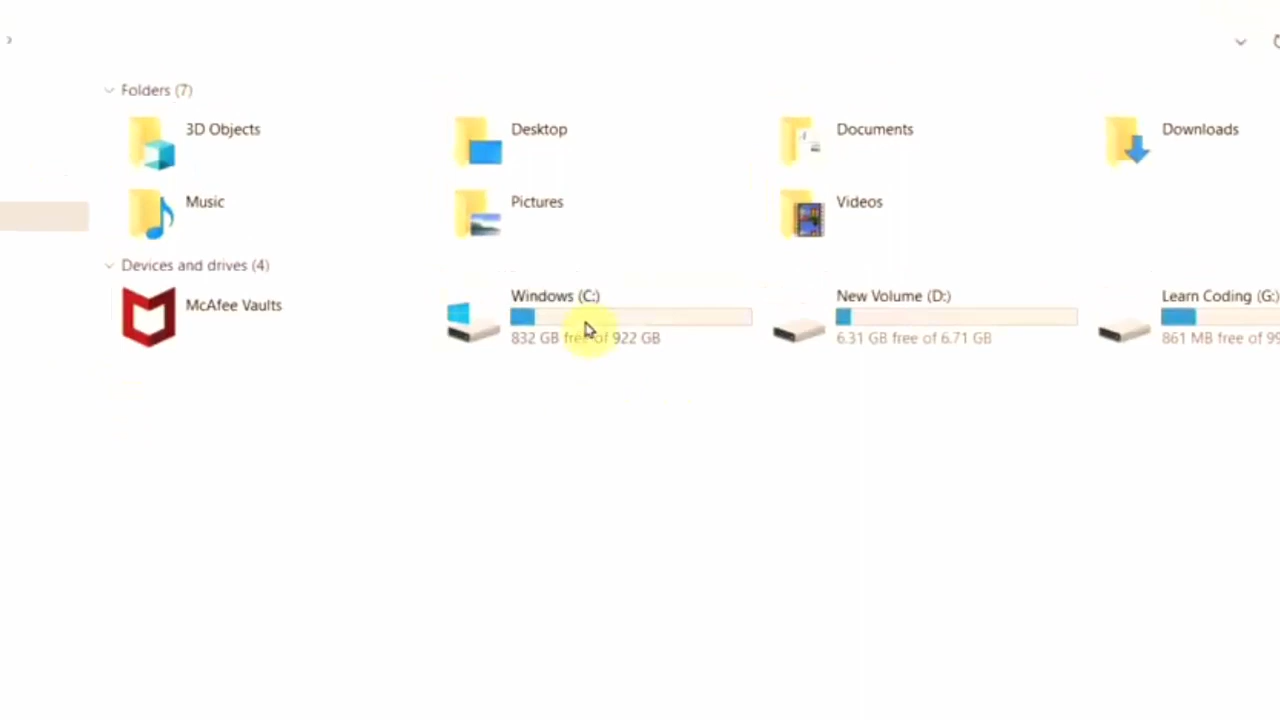 Folders (7)
3D Objects
Desktop
Documents
Downloads
Music
Pictures
Videos
Devices and drives (4)
McAfee Vaults
Windows (C:)
832 GB free of 922 GB
New Volume (D:)
6.31 GB free of 6.71 GB
Learn Coding (G:)
861 MB free of 99